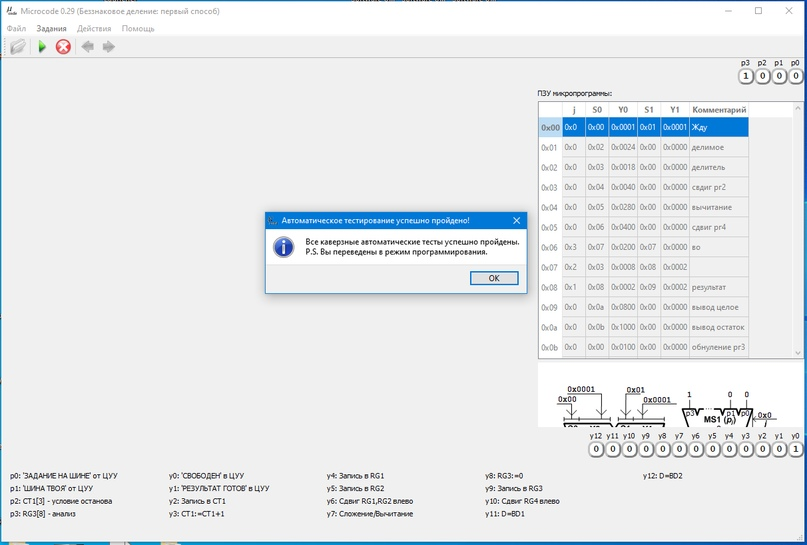 Microcode 0.29 (Беззнаковое деление: первый способ)
Файл Задания Действия Помощь
p3 p2 p1 p0
1 0 0 0
ПЗУ микропрограммы:
j S0 Y0 S1 Y1 Комментарий
0x00 0x0 0x00 0x0001 0x01 0x0001 Жду
0x01 0x0 0x02 0x0024 0x00 0x0000 делимое
0x02 0x0 0x03 0x0018 0x00 0x0000 делитель
0x03 0x0 0x04 0x0040 0x00 0x0000 сдвиг рг2
0x04 0x0 0x05 0x0280 0x00 0x0000 вычитание
0x05 0x0 0x06 0x0400 0x00 0x0000 сдвиг рг4
0x06 0x3 0x07 0x0200 0x07 0x0000 во
0x07 0x2 0x03 0x0008 0x08 0x0002
0x08 0x1 0x08 0x0002 0x09 0x0002 результат
0x09 0x0 0x0a 0x0800 0x00 0x0000 вывод целое
0x0a 0x0 0x0b 0x1000 0x00 0x0000 вывод остаток
0x0b 0x0 0x00 0x0100 0x00 0x0000 обнуление рг3
Автоматическое тестирование успешно пройдено!
Все каверзные автоматические тесты успешно пройдены.
P.S. Вы переведены в режим программирования.
OK
0x0001 0x01 1 0 0
0x00 0x0001 p3 p1 p0 0x0
MS1 (pj)
y12 y11 y10 y9 y8 y7 y6 y5 y4 y3 y2 y1 y0
0 0 0 0 0 0 0 0 0 0 0 0 1
p0: 'ЗАДАНИЕ НА ШИНЕ' от ЦУУ y0: 'СВОБОДЕН' в ЦУУ y4: Запись в RG1 y8: RG3:=0 y12: D=BD2
p1: 'ШИНА ТВОЯ' от ЦУУ y1: 'РЕЗУЛЬТАТ ГОТОВ' в ЦУУ y5: Запись в RG2 y9: Запись в RG3
p2: CT1[3] - условие останова y2: Запись в CT1 y6: Сдвиг RG1,RG2 влево y10: Сдвиг RG4 влево
p3: RG3[8] - анализ y3: CT1:=CT1+1 y7: Сложение/Вычитание y11: D=BD1